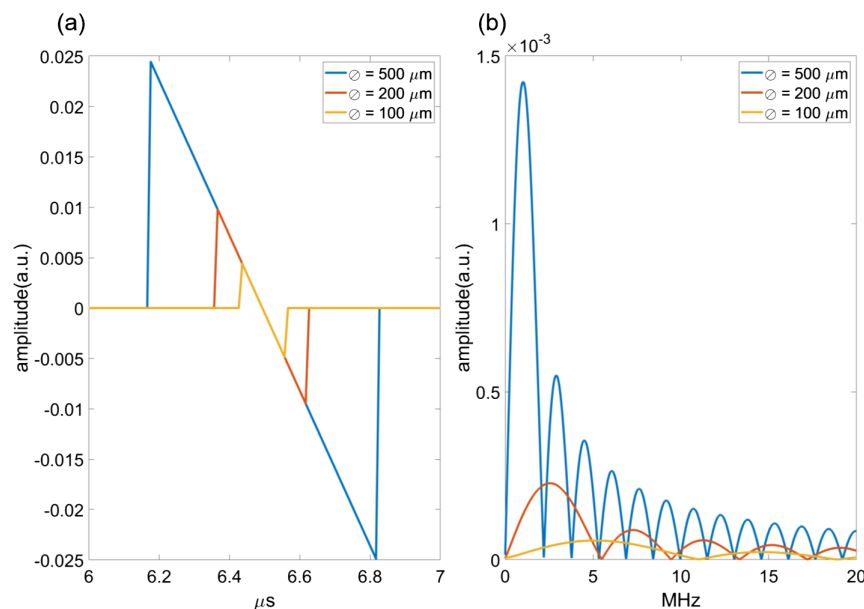 (a)
amplitude(a.u.)
0.025
0.02
0.015
0.01
0.005
0
-0.005
-0.01
-0.015
-0.02
-0.025
6
6.2
6.4
6.6
6.8
7
μs
∅ = 500 μm
∅ = 200 μm
∅ = 100 μm
(b)
×10⁻³
amplitude(a.u.)
1.5
1
0.5
0
0
5
10
15
20
MHz
∅ = 500 μm
∅ = 200 μm
∅ = 100 μm